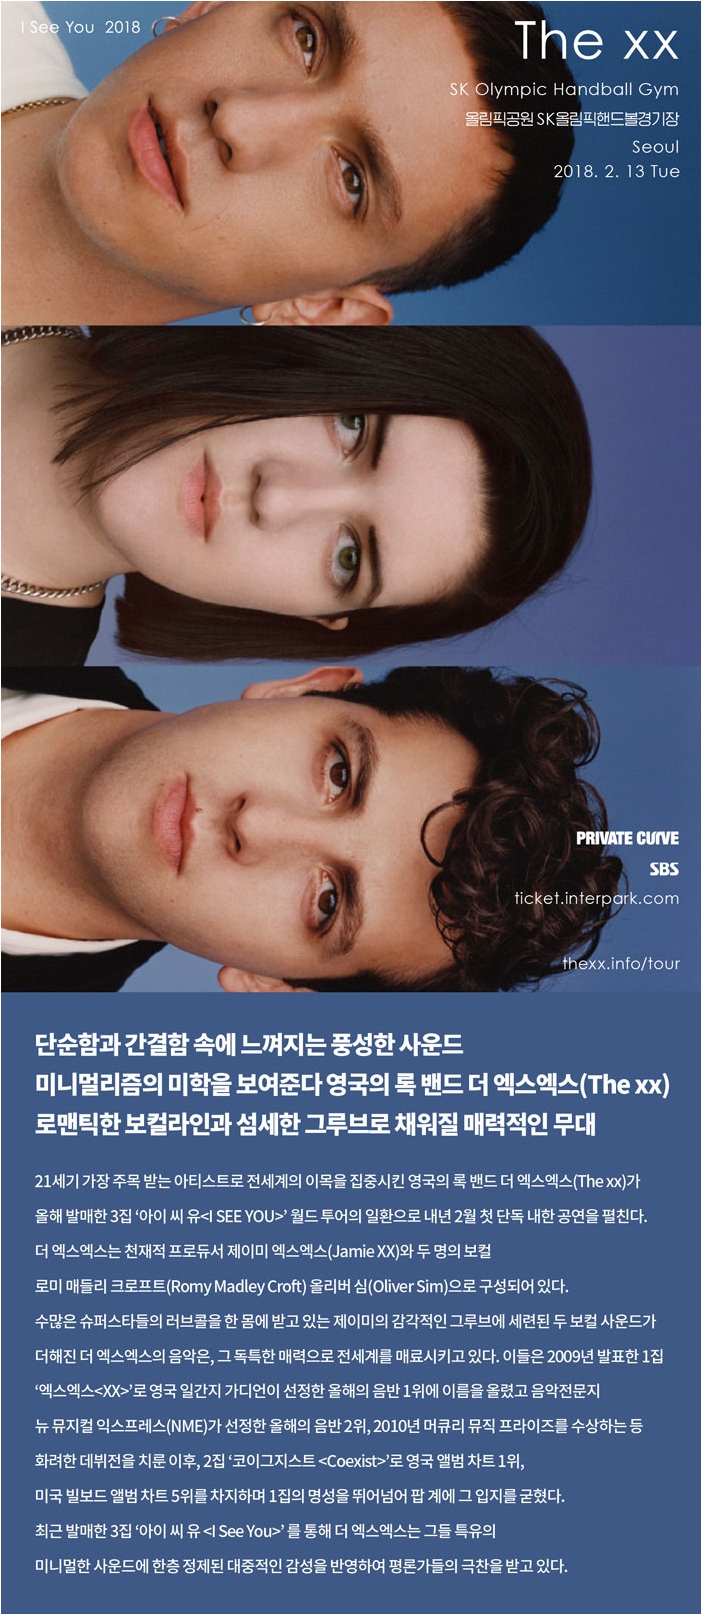 I See You 2018
The xx
SK Olympic Handball Gym
올림픽공원 SK올림픽핸드볼경기장
Seoul
2018. 2. 13 Tue
PRIVATE CURVE
SBS
ticket.interpark.com
thexx.info/tour
단순함과 간결함 속에 느껴지는 풍성한 사운드
미니멀리즘의 미학을 보여준다 영국의 록 밴드 더 엑스엑스(The xx)
로맨틱한 보컬라인과 섬세한 그루브로 채워질 매력적인 무대
21세기 가장 주목 받는 아티스트로 전세계의 이목을 집중시킨 영국의 록 밴드 더 엑스엑스(The xx)가
올해 발매한 3집 ‘아이 씨 유<I SEE YOU>’ 월드 투어의 일환으로 내년 2월 첫 단독 내한 공연을 펼친다.
더 엑스엑스는 천재적 프로듀서 제이미 엑스엑스(Jamie XX)와 두 명의 보컬
로미 매들리 크로프트(Romy Madley Croft) 올리버 심(Oliver Sim)으로 구성되어 있다.
수많은 슈퍼스타들의 러브콜을 한 몸에 받고 있는 제이미의 감각적인 그루브에 세련된 두 보컬 사운드가
더해진 더 엑스엑스의 음악은, 그 독특한 매력으로 전세계를 매료시키고 있다. 이들은 2009년 발표한 1집
‘엑스엑스<XX>’로 영국 일간지 가디언이 선정한 올해의 음반 1위에 이름을 올렸고 음악전문지
뉴 뮤지컬 익스프레스(NME)가 선정한 올해의 음반 2위, 2010년 머큐리 뮤직 프라이즈를 수상하는 등
화려한 데뷔전을 치룬 이후, 2집 ‘코이그지스트 <Coexist>’로 영국 앨범 차트 1위,
미국 빌보드 앨범 차트 5위를 차지하며 1집의 명성을 뛰어넘어 팝 계에 그 입지를 굳혔다.
최근 발매한 3집 ‘아이 씨 유 <I See You>’ 를 통해 더 엑스엑스는 그들 특유의
미니멀한 사운드에 한층 정제된 대중적인 감성을 반영하여 평론가들의 극찬을 받고 있다.